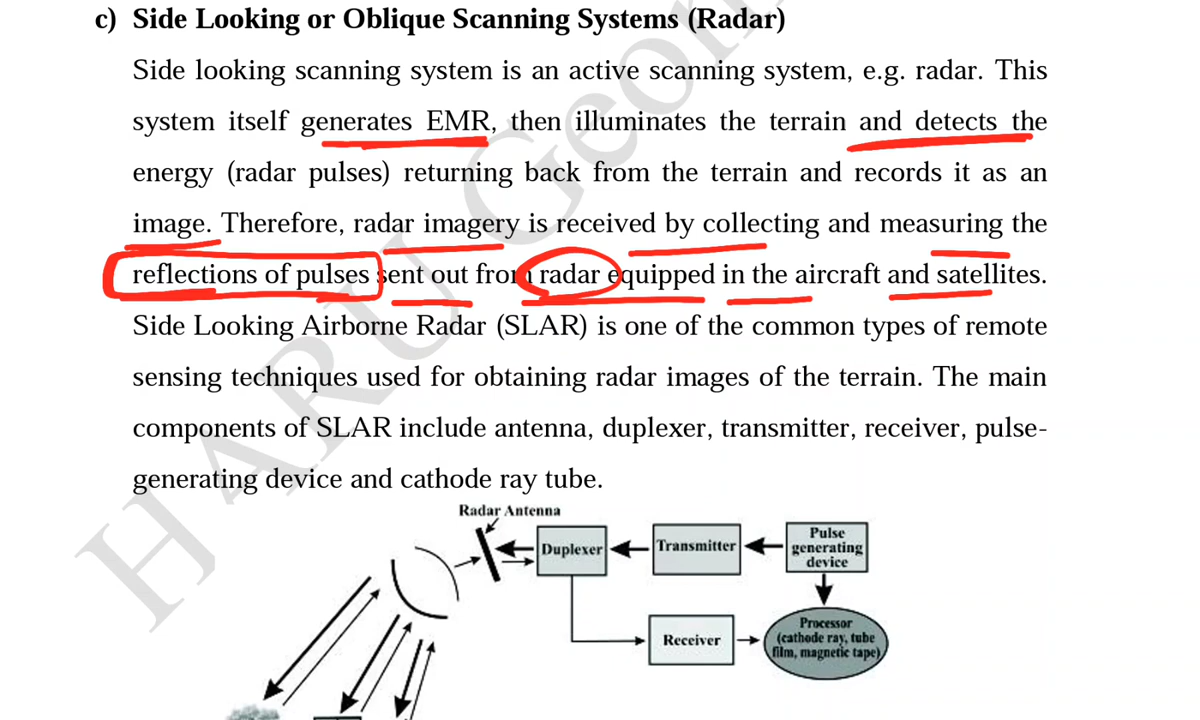 c) Side Looking or Oblique Scanning Systems (Radar)
Side looking scanning system is an active scanning system, e.g. radar. This
system itself generates EMR, then illuminates the terrain and detects the
energy (radar pulses) returning back from the terrain and records it as an
image. Therefore, radar imagery is received by collecting and measuring the
reflections of pulses sent out from radar equipped in the aircraft and satellites.
Side Looking Airborne Radar (SLAR) is one of the common types of remote
sensing techniques used for obtaining radar images of the terrain. The main
components of SLAR include antenna, duplexer, transmitter, receiver, pulse-
generating device and cathode ray tube.
Radar Antenna
Duplexer
Transmitter
Pulse
generating
device
Receiver
Processor
(cathode ray, tube
film, magnetic tape)
HARU Geom